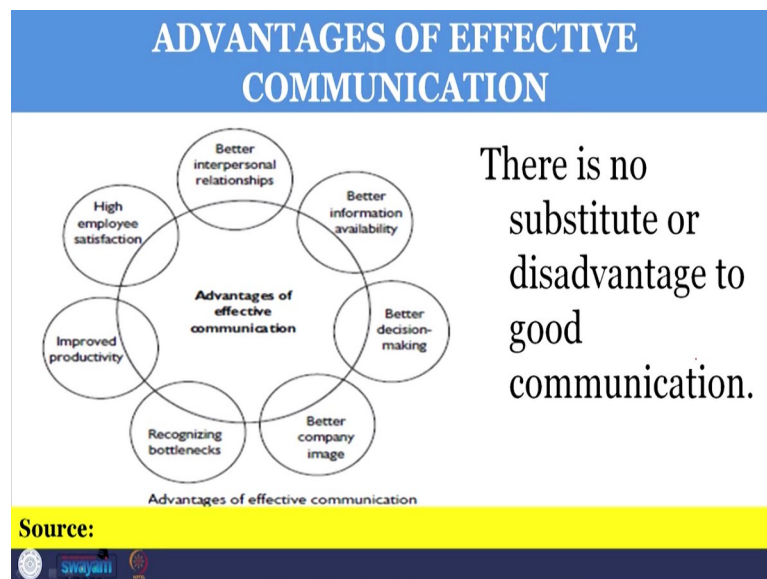 ADVANTAGES OF EFFECTIVE
COMMUNICATION
Better
interpersonal
relationships
Better
information
availability
High
employee
satisfaction
Advantages of
effective
communication
Better
decision-
making
Improved
productivity
Better
company
image
Recognizing
bottlenecks
Advantages of effective communication
There is no
substitute or
disadvantage to
good
communication.
Source:
swayam